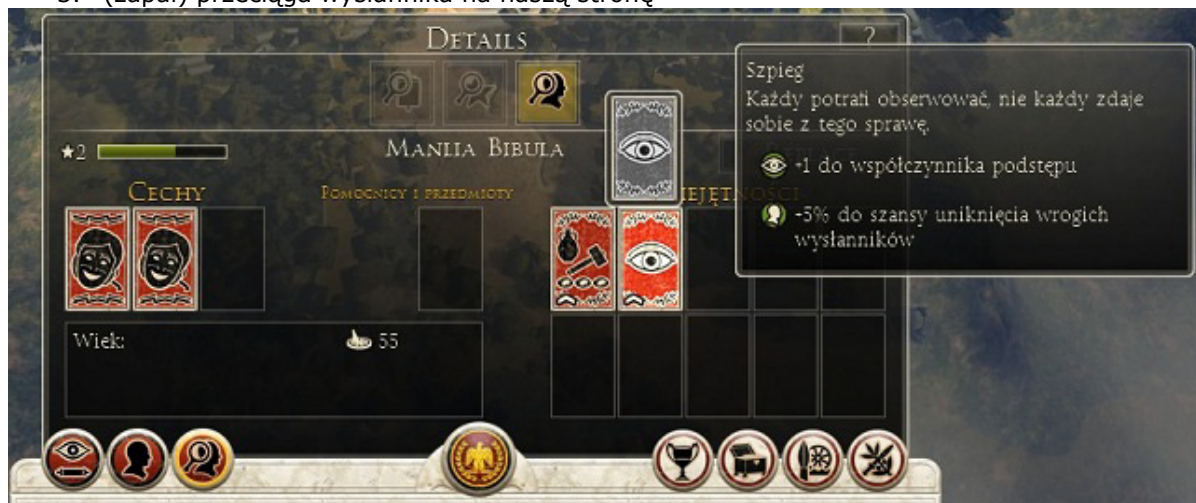 (zapał) przeciąga wysłannika na naszą stronę
DETAILS
?
Szpieg
Każdy potrafi obserwować, nie każdy zdaje
sobie z tego sprawę.
+1 do współczynnika podstępu
+5% do szansy uniknięcia wrogich
wysłanników
2
MANLIA BIBULA
CECHY
POMOCNICY I PRZEDMIOTY
Wiek:
55